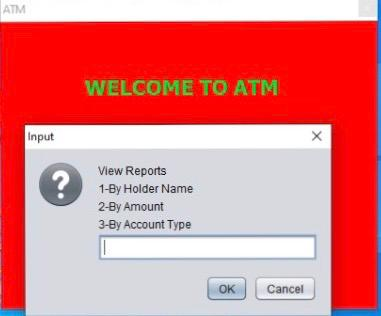 ATM
WELCOME TO ATM
Input
View Reports
1-By Holder Name
2-By Amount
3-By Account Type
OK
Cancel